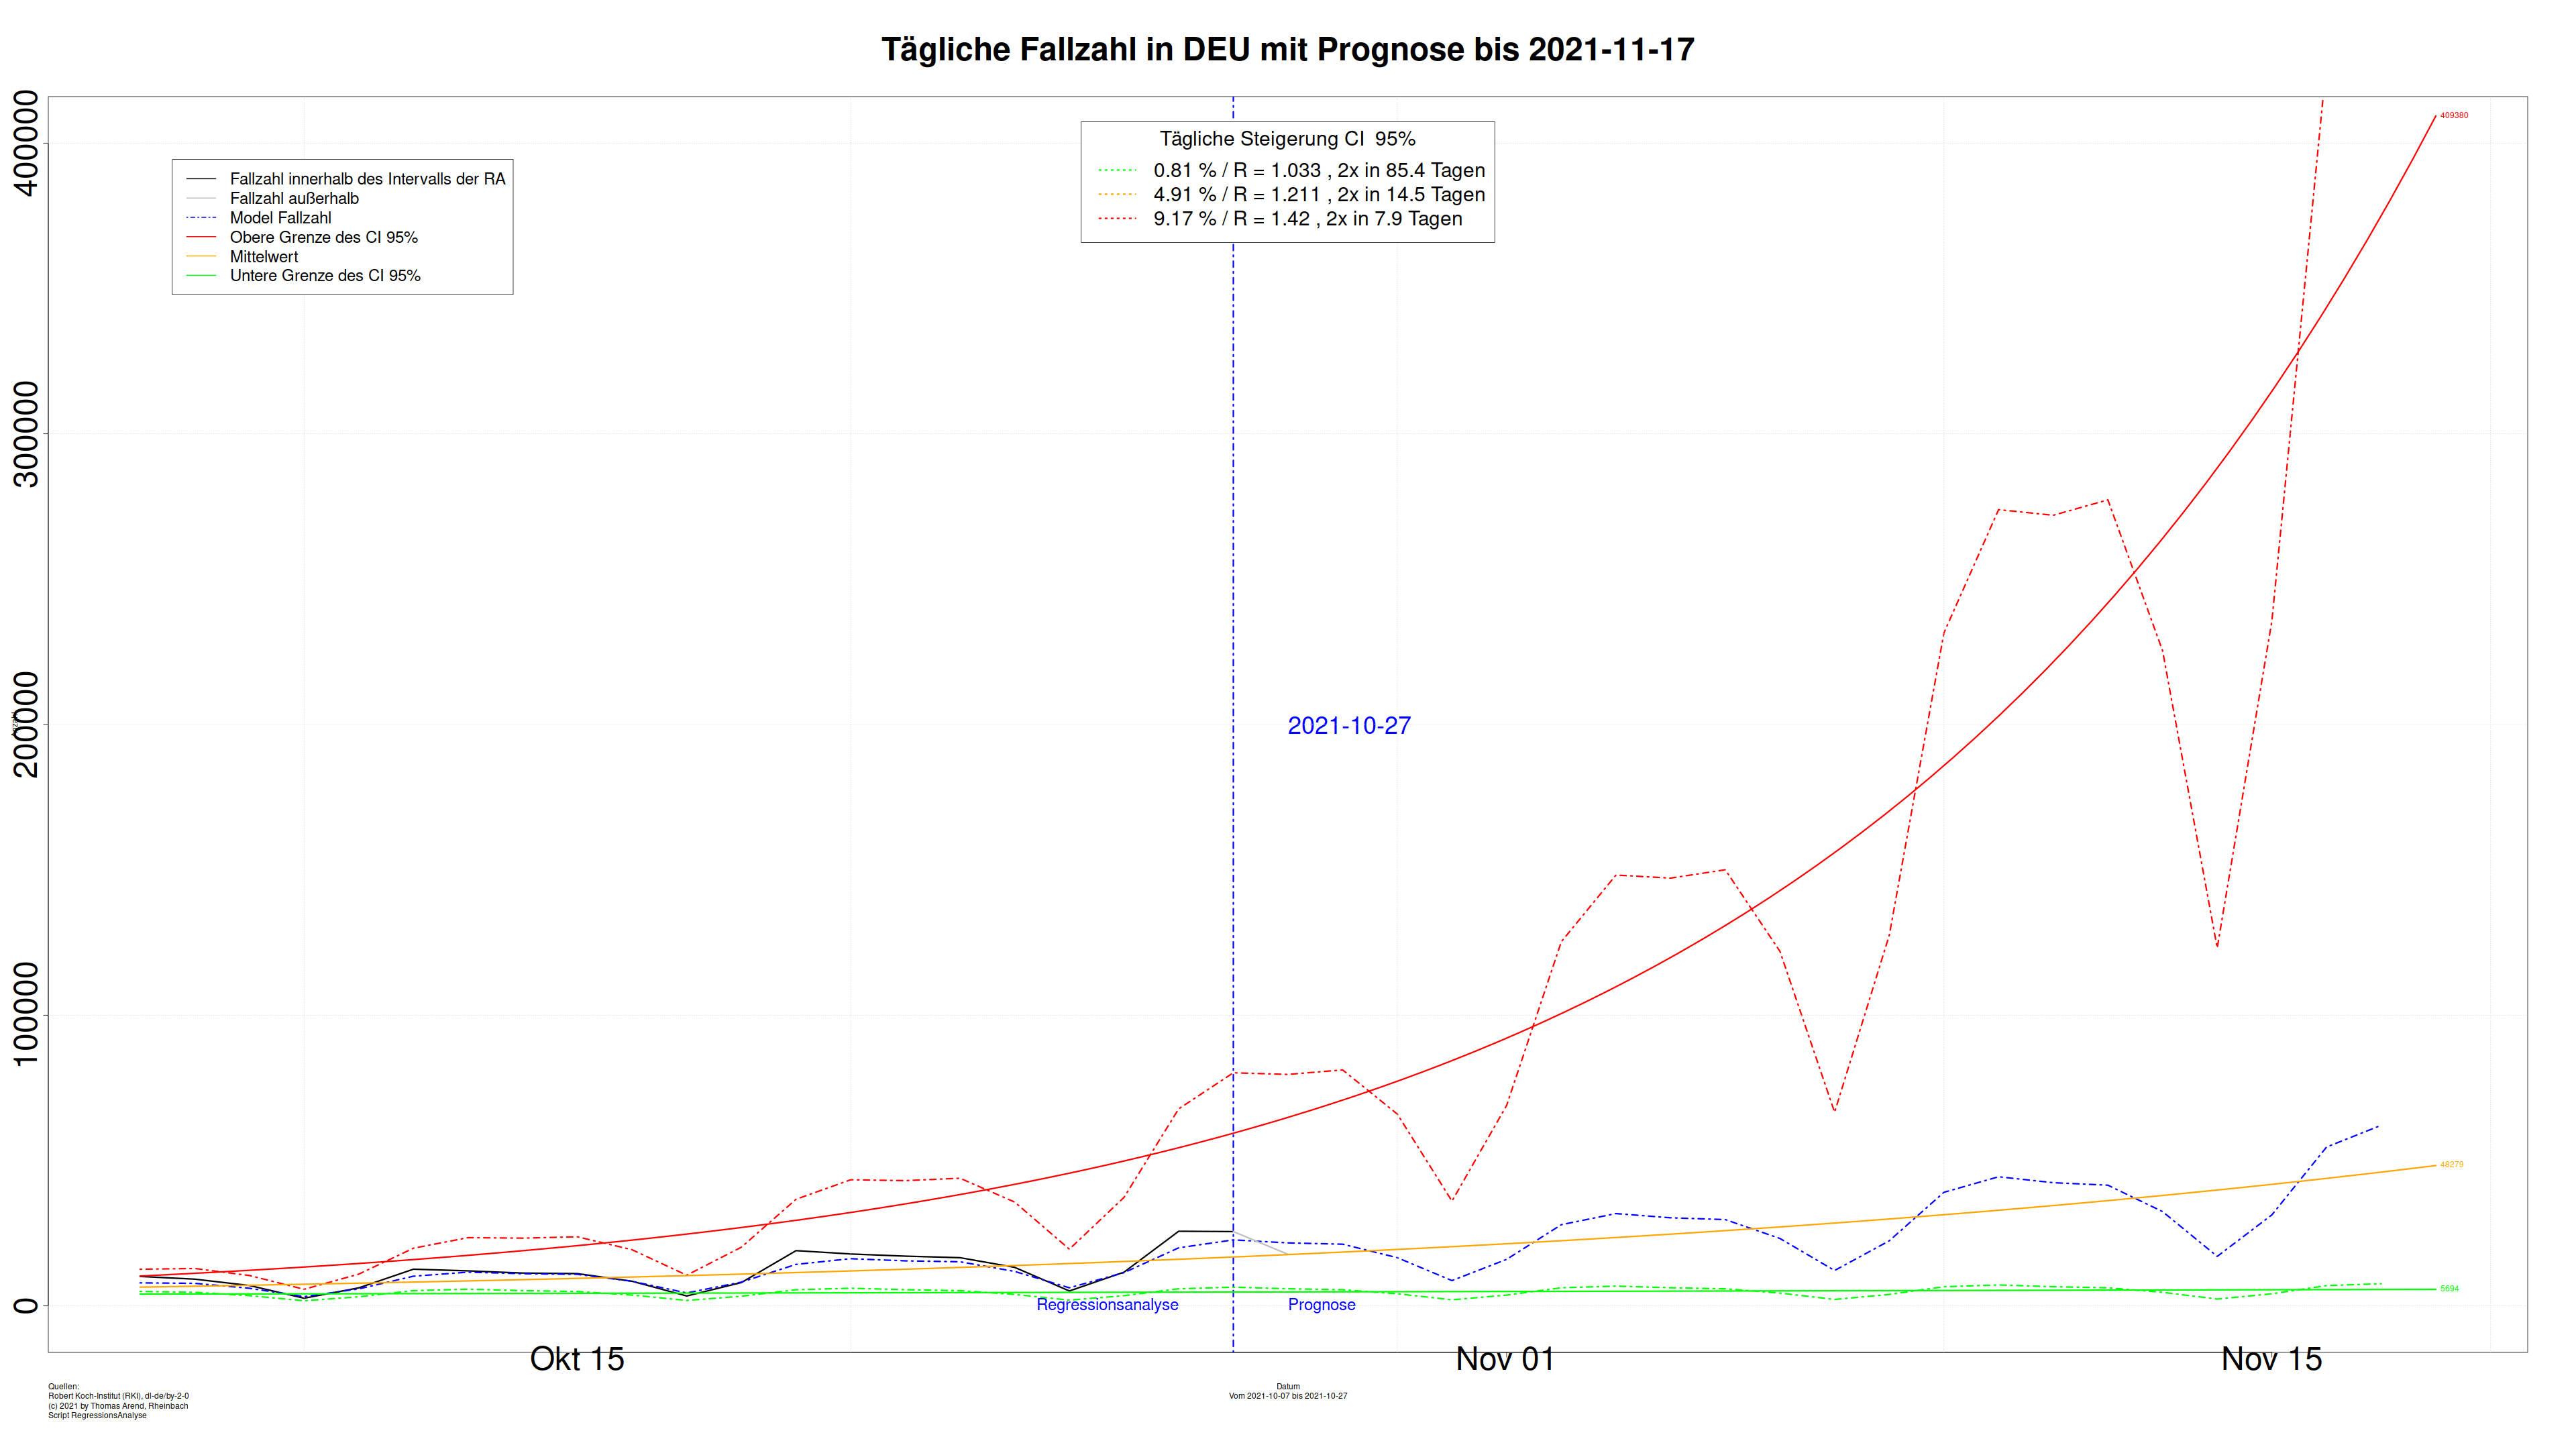 Tägliche Fallzahl in DEU mit Prognose bis 2021-11-17
400000
300000
200000
100000
0
Fallzahl innerhalb des Intervalls der RA
Fallzahl außerhalb
Model Fallzahl
Obere Grenze des CI 95%
Mittelwert
Untere Grenze des CI 95%
Tägliche Steigerung CI 95%
0.81 % / R = 1.033 , 2x in 85.4 Tagen
4.91 % / R = 1.211 , 2x in 14.5 Tagen
9.17 % / R = 1.42 , 2x in 7.9 Tagen
409380
2021-10-27
48279
5694
Regressionsanalyse
Prognose
Okt 15
Nov 01
Nov 15
Datum
Vom 2021-10-07 bis 2021-10-27
Quellen:
Robert Koch-Institut (RKI), dl-de/by-2-0
(c) 2021 by Thomas Arend, Rheinbach
Script RegressionsAnalyse